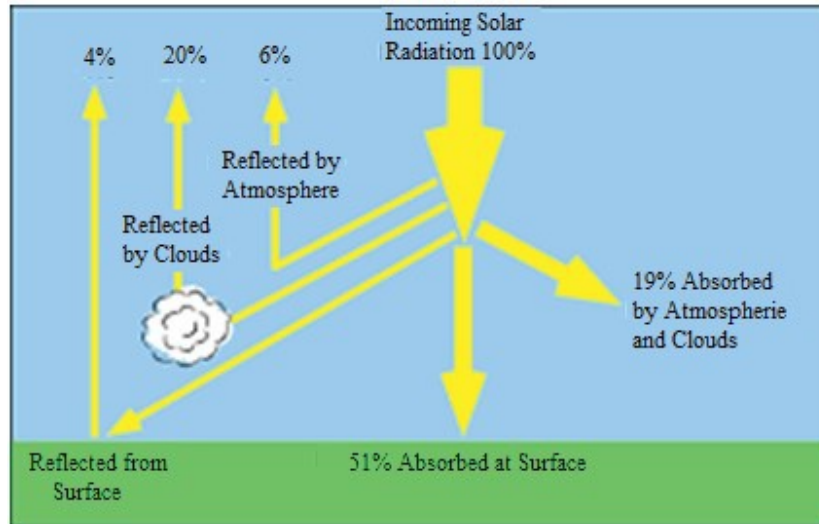 Incoming Solar
Radiation 100%
4%
20%
6%
Reflected by
Atmosphere
Reflected
by Clouds
19% Absorbed
by Atmospherie
and Clouds
Reflected from
Surface
51% Absorbed at Surface